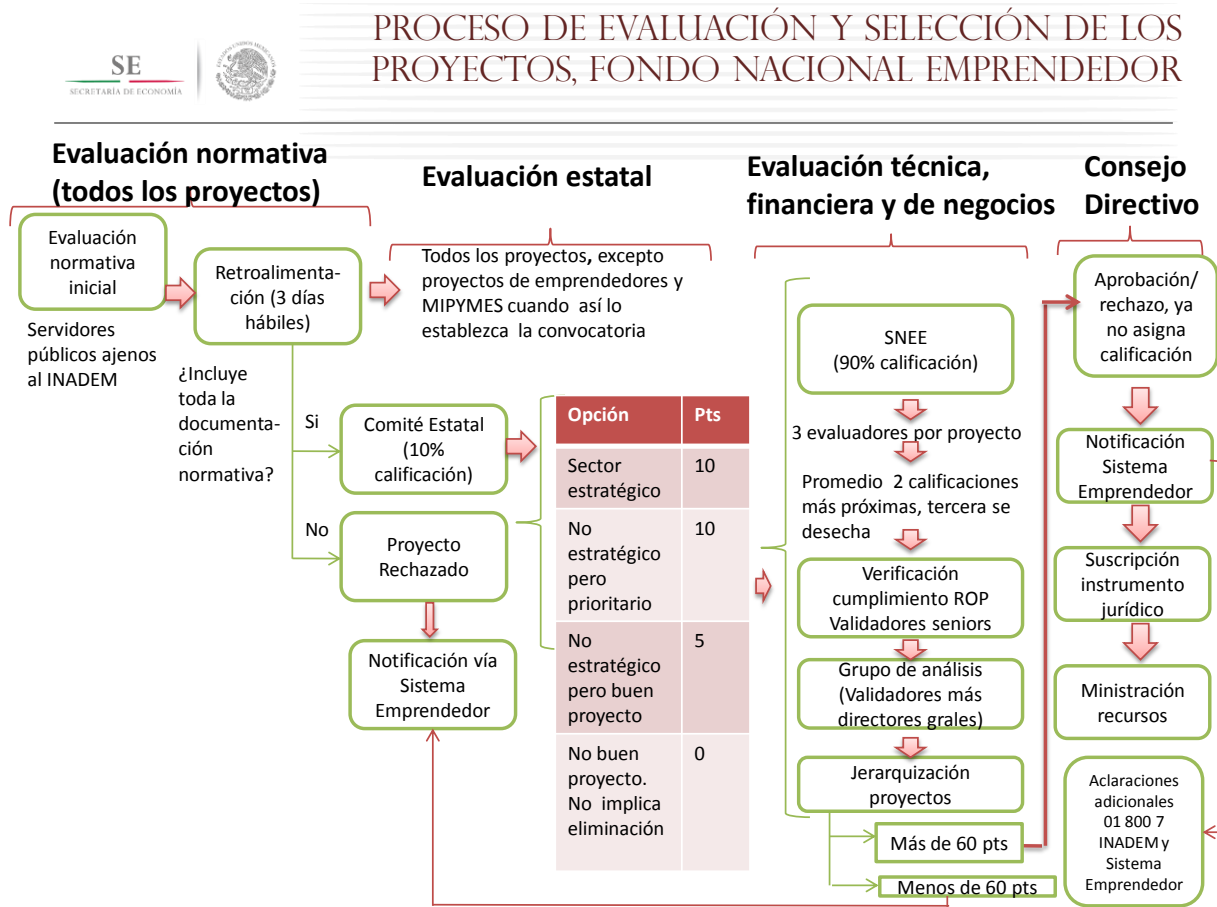 PROCESO DE EVALUACIÓN Y SELECCIÓN DE LOS
PROYECTOS, FONDO NACIONAL EMPRENDEDOR
SE
SECRETARÍA DE ECONOMÍA
ESTADOS UNIDOS MEXICANOS
Evaluación normativa
(todos los proyectos)
Evaluación
normativa
inicial
Servidores
públicos ajenos
al INADEM
Retroalimenta-
ción (3 días
hábiles)
¿Incluye
toda la
documenta-
ción
normativa?
Si
No
Evaluación estatal
Todos los proyectos, excepto
proyectos de emprendedores y
MIPYMES cuando así lo
establezca la convocatoria
Comité Estatal
(10%
calificación)
Proyecto
Rechazado
Notificación vía
Sistema
Emprendedor
Opción Pts
Sector 10
estratégico
No 10
estratégico
pero
prioritario
No 5
estratégico
pero buen
proyecto
No buen 0
proyecto.
No implica
eliminación
Evaluación técnica,
financiera y de negocios
SNEE
(90% calificación)
3 evaluadores por proyecto
Promedio 2 calificaciones
más próximas, tercera se
desecha
Verificación
cumplimiento ROP
Validadores seniors
Grupo de análisis
(Validadores más
directores grales)
Jerarquización
proyectos
Más de 60 pts
Menos de 60 pts
Consejo
Directivo
Aprobación/
rechazo, ya
no asigna
calificación
Notificación
Sistema
Emprendedor
Suscripción
instrumento
jurídico
Ministración
recursos
Aclaraciones
adicionales
01 800 7
INADEM y
Sistema
Emprendedor